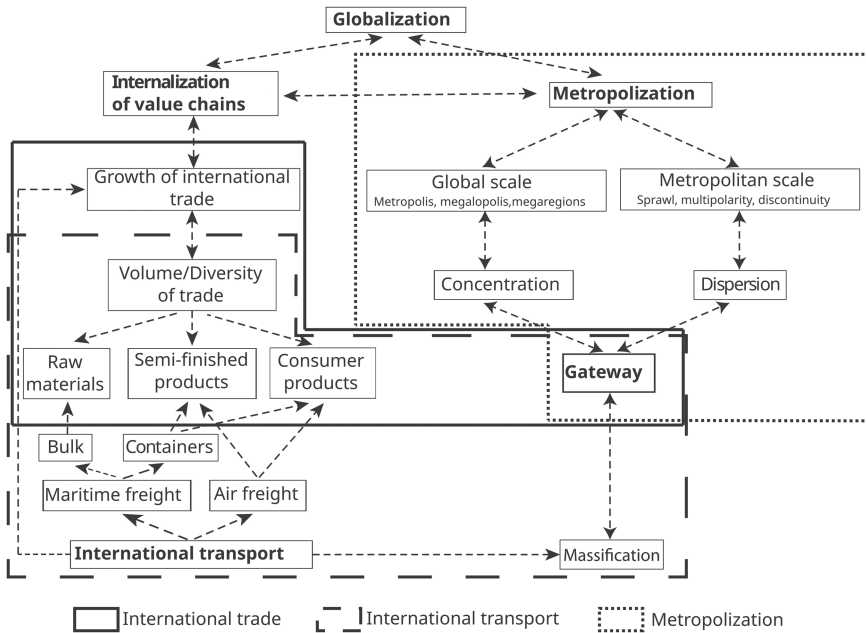 Globalization
Internalization
of value chains
Metropolization
Growth of international
trade
Global scale
Metropolis, megalopolis,megaregions
Metropolitan scale
Sprawl, multipolarity, discontinuity
Volume/Diversity
of trade
Concentration
Dispersion
Raw
materials
Semi-finished
products
Consumer
products
Gateway
Bulk
Containers
Maritime freight
Air freight
International transport
Massification
International trade
International transport
Metropolization